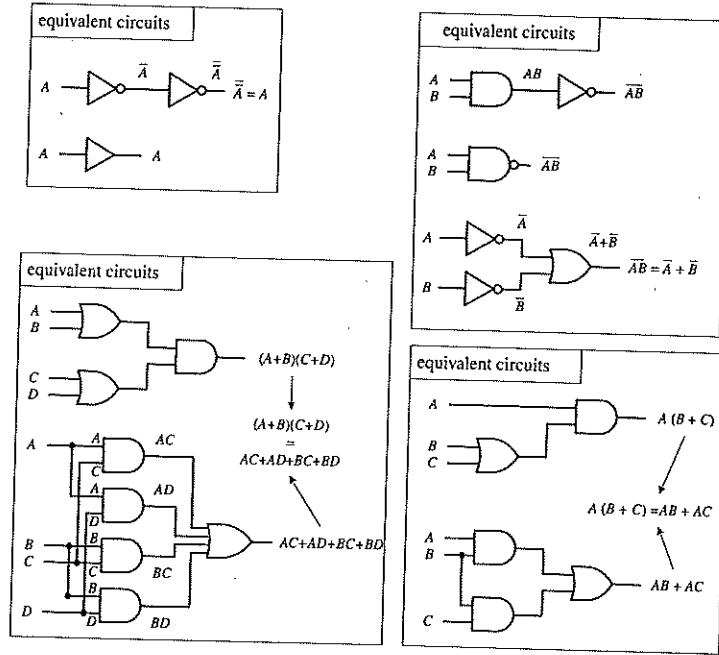 equivalent circuits
A
A̅
A̿
A̿ = A
A
A
equivalent circuits
A
B
AB
A̅B̅
A
B
A̅B̅
A
A̅
A̅+B̅
A̅B̅ = A̅ + B̅
B
B̅
equivalent circuits
A
B
(A+B)(C+D)
C
D
(A+B)(C+D)
=
AC+AD+BC+BD
A
A
C
AC
A
D
AD
B
B
C
C
BC
AC+AD+BC+BD
B
D
D
BD
equivalent circuits
A
A (B + C)
B
C
A (B + C) =AB + AC
A
B
AB + AC
C